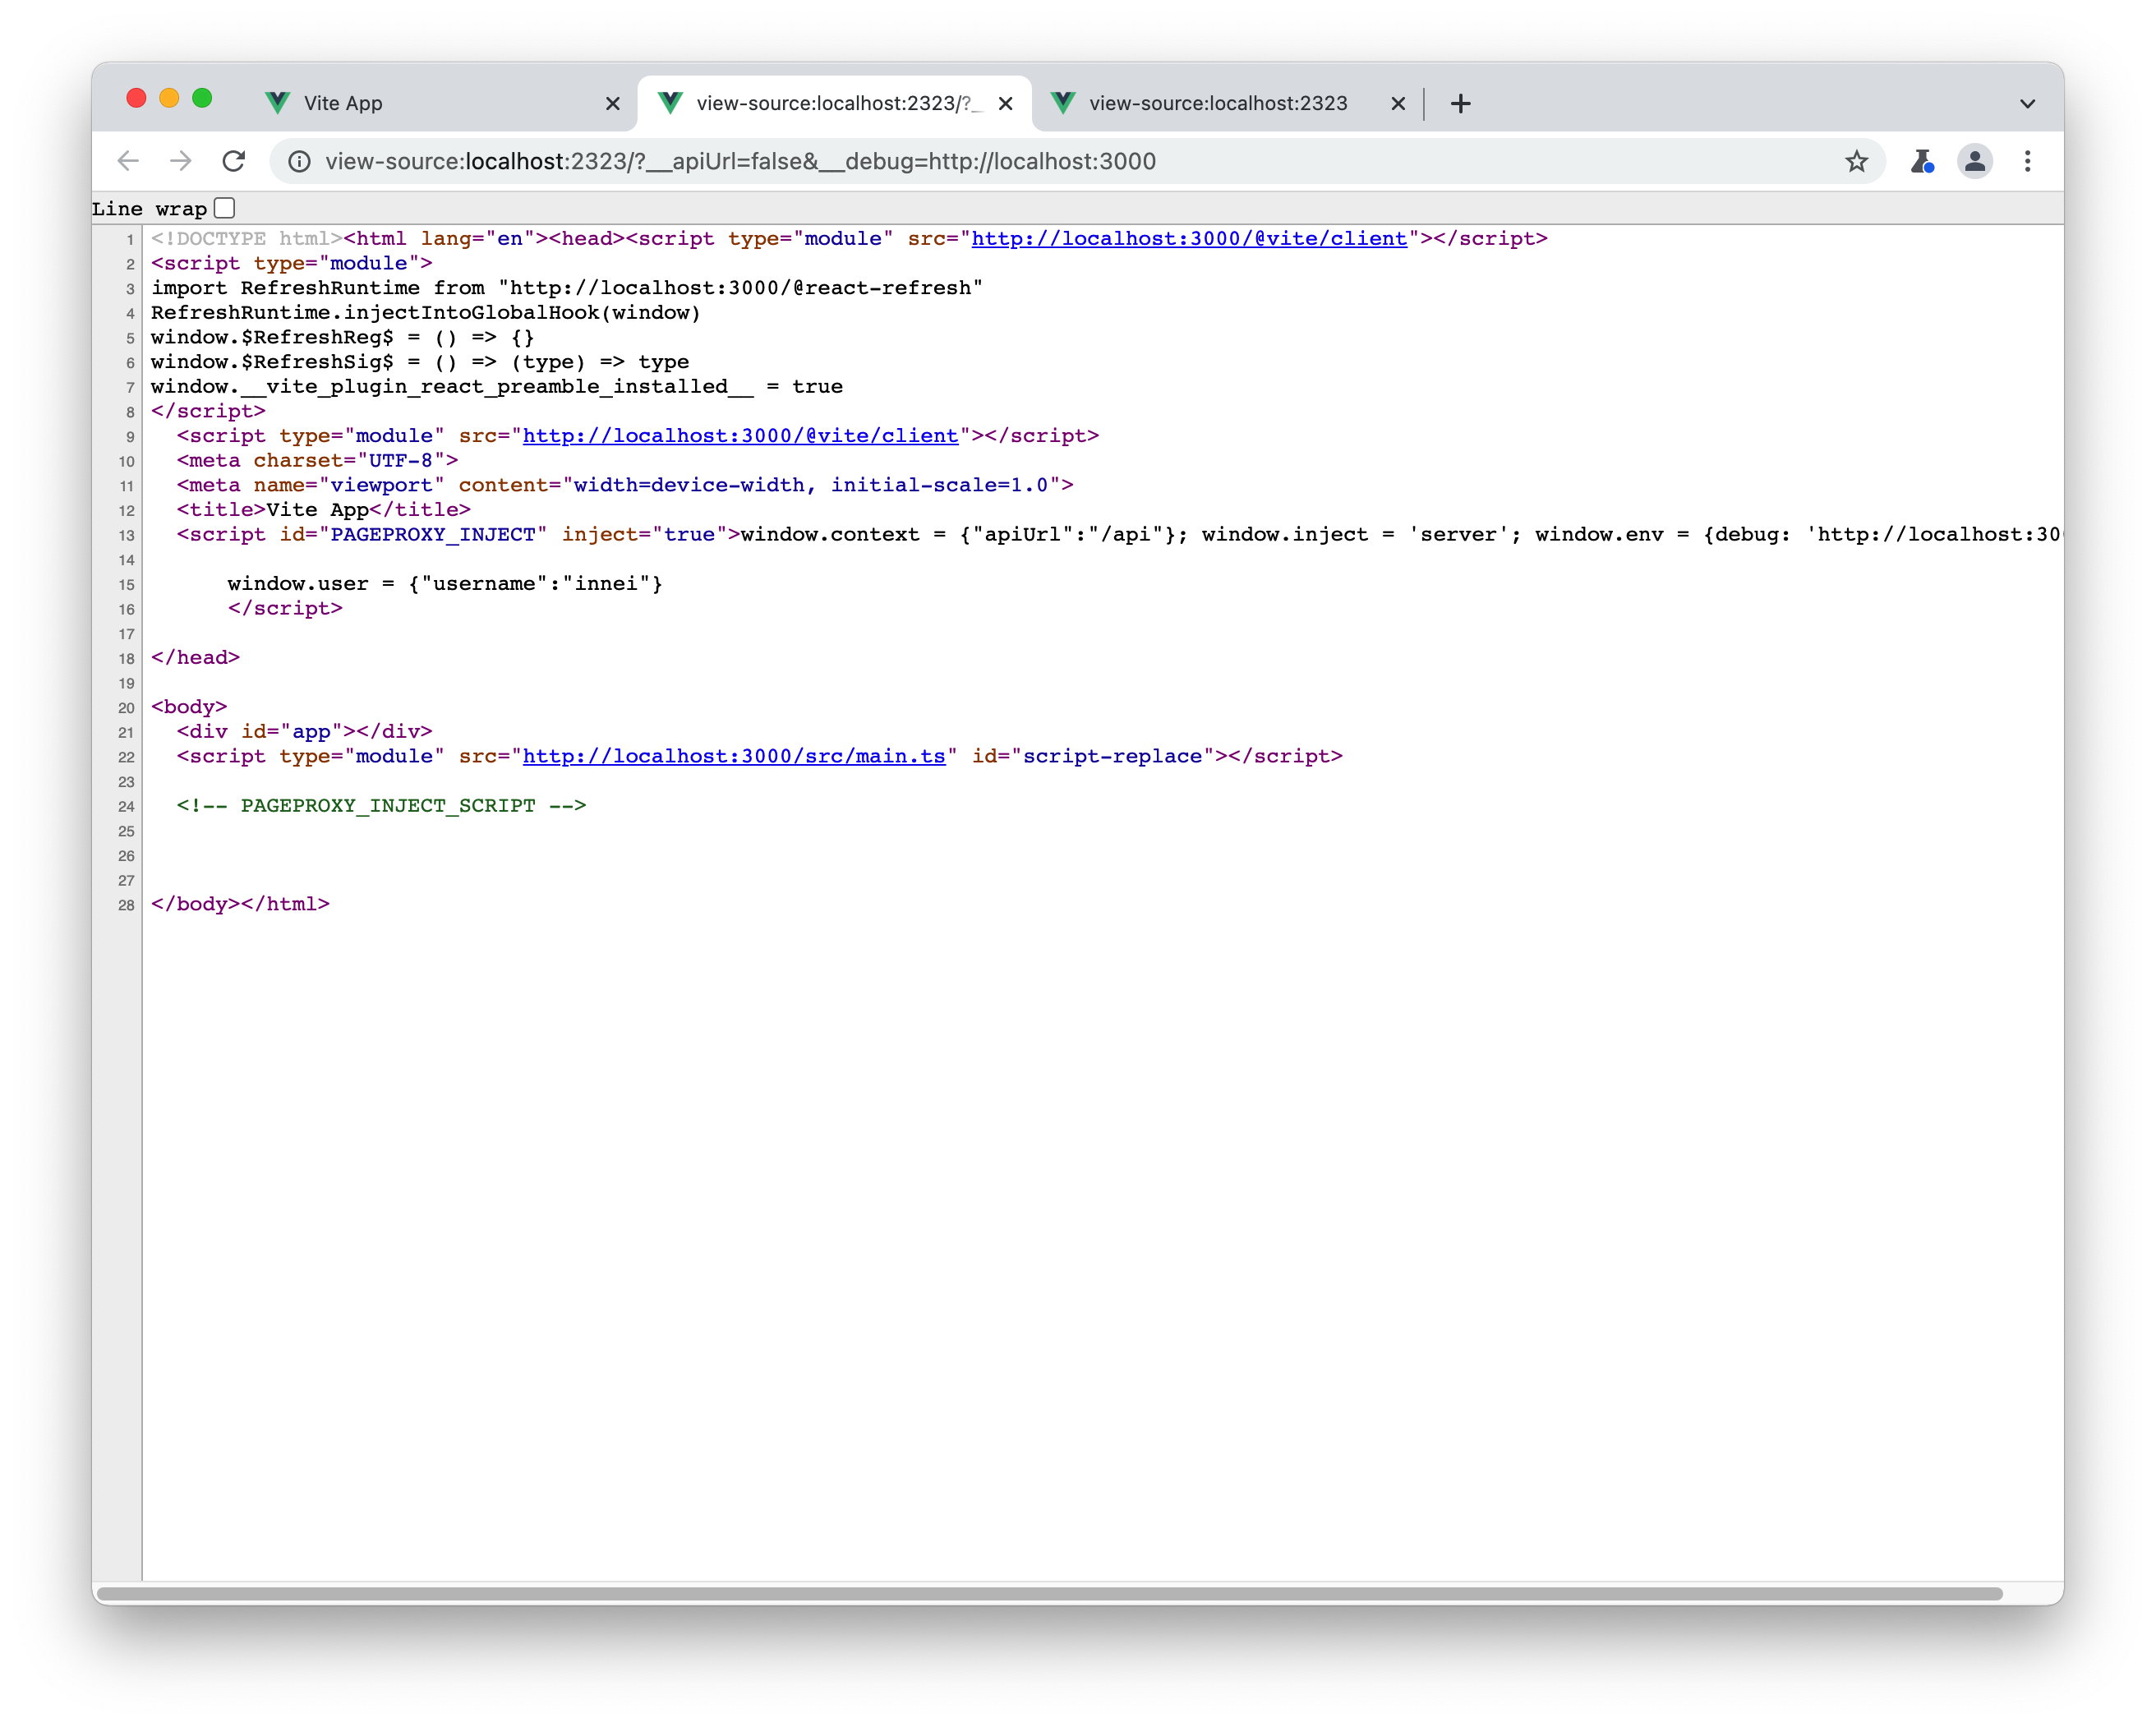 Vite App
view-source:localhost:2323/?_
view-source:localhost:2323
view-source:localhost:2323/?__apiUrl=false&__debug=http://localhost:3000
Line wrap
1 <!DOCTYPE html><html lang="en"><head><script type="module" src="http://localhost:3000/@vite/client"></script>
2 <script type="module">
3 import RefreshRuntime from "http://localhost:3000/@react-refresh"
4 RefreshRuntime.injectIntoGlobalHook(window)
5 window.$RefreshReg$ = () => {}
6 window.$RefreshSig$ = () => (type) => type
7 window.__vite_plugin_react_preamble_installed__ = true
8 </script>
9   <script type="module" src="http://localhost:3000/@vite/client"></script>
10   <meta charset="UTF-8">
11   <meta name="viewport" content="width=device-width, initial-scale=1.0">
12   <title>Vite App</title>
13   <script id="PAGEPROXY_INJECT" inject="true">window.context = {"apiUrl":"/api"}; window.inject = 'server'; window.env = {debug: 'http://localhost:30
14
15       window.user = {"username":"innei"}
16       </script>
17
18 </head>
19
20 <body>
21   <div id="app"></div>
22   <script type="module" src="http://localhost:3000/src/main.ts" id="script-replace"></script>
23
24   <!-- PAGEPROXY_INJECT_SCRIPT -->
25
26
27
28 </body></html>